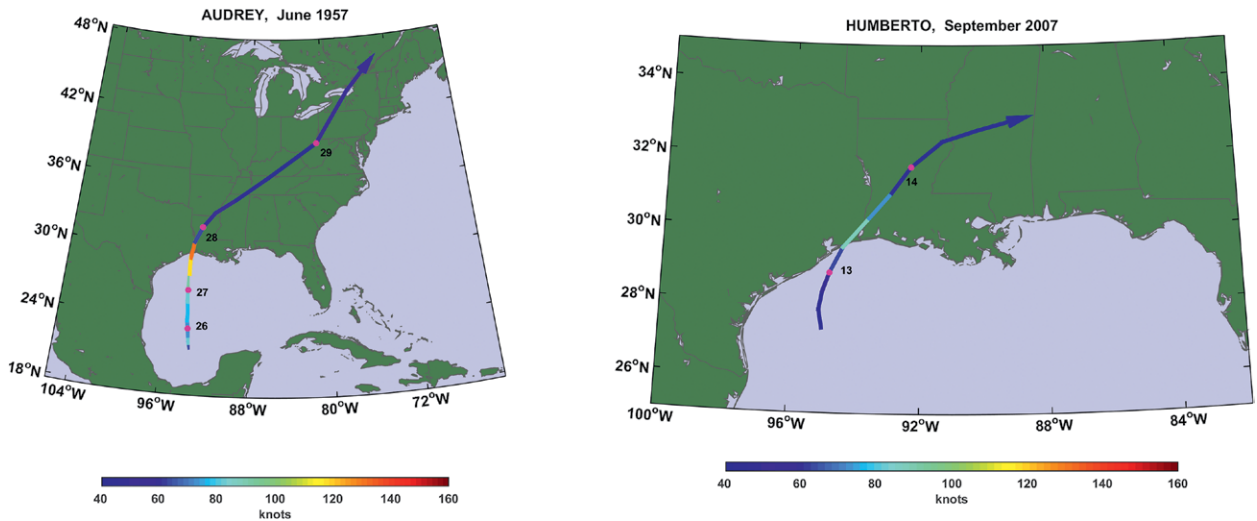 AUDREY, June 1957
48°N
42°N
36°N
30°N
24°N
18°N
104°W
96°W
88°W
80°W
72°W
29
28
27
26
40 60 80 100 120 140 160
knots
HUMBERTO, September 2007
34°N
32°N
30°N
28°N
26°N
100°W
96°W
92°W
88°W
84°W
14
13
40 60 80 100 120 140 160
knots